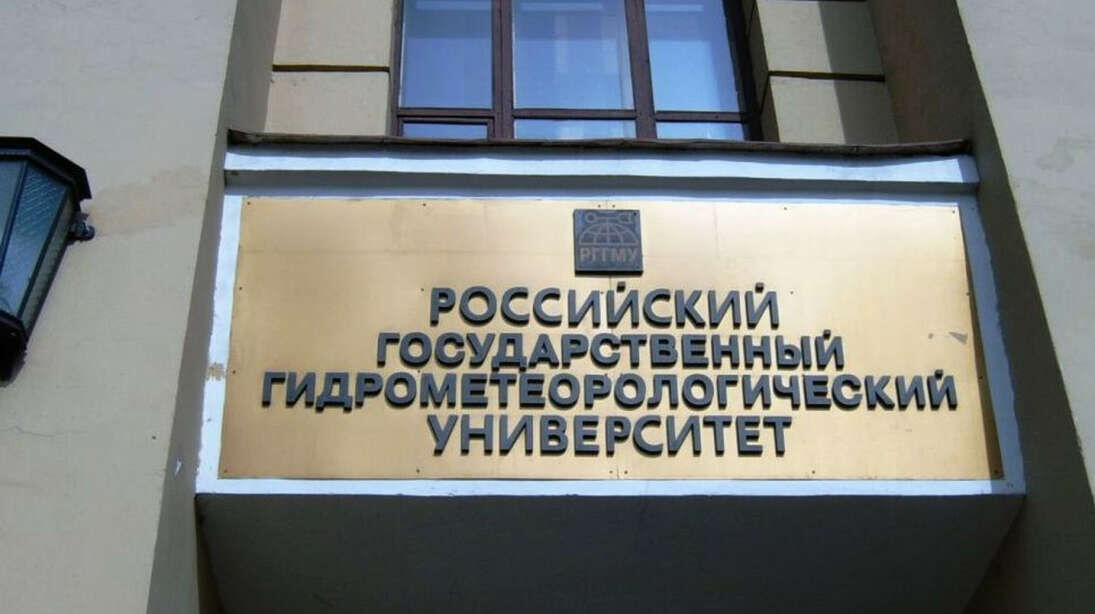 РГГМУ
РОССИЙСКИЙ
ГОСУДАРСТВЕННЫЙ
ГИДРОМЕТЕОРОЛОГИЧЕСКИЙ
УНИВЕРСИТЕТ